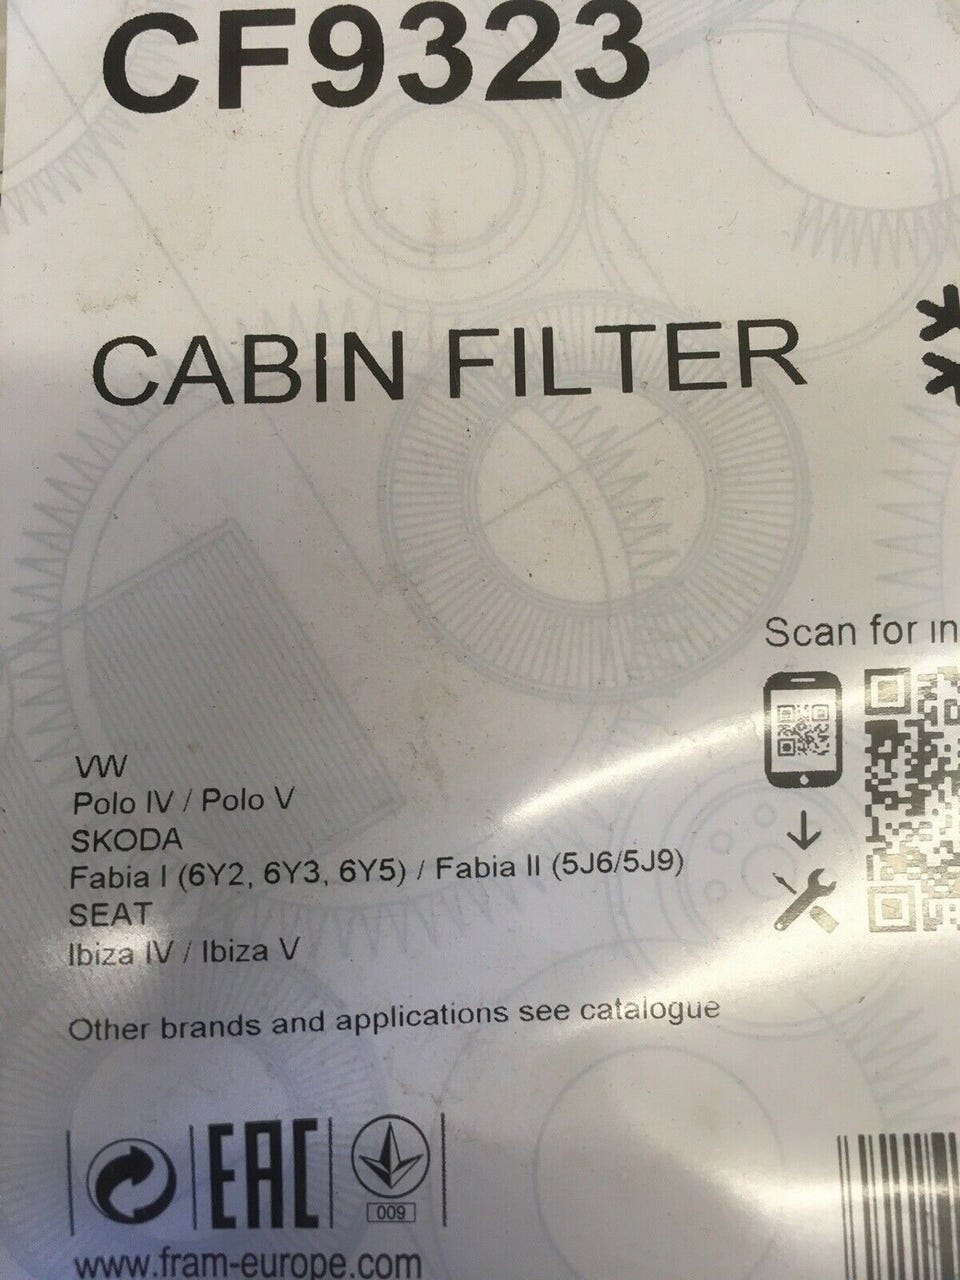 CF9323
CABIN FILTER
Scan for in
VW
Polo IV / Polo V
SKODA
Fabia I (6Y2, 6Y3, 6Y5) / Fabia II (5J6/5J9)
SEAT
Ibiza IV / Ibiza V
Other brands and applications see catalogue
EAC
009
www.fram-europe.com